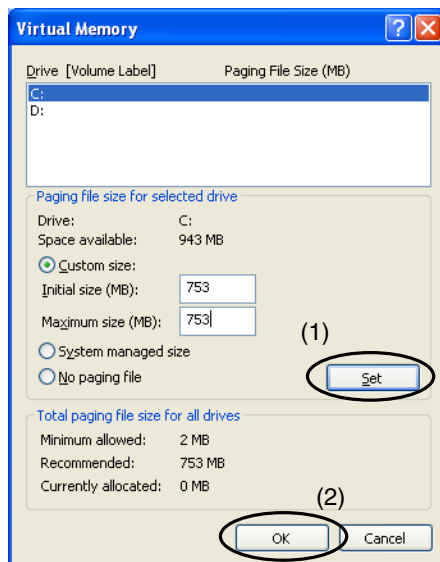 Virtual Memory
Drive [Volume Label] Paging File Size (MB)
C:
D:
Paging file size for selected drive
Drive: C:
Space available: 943 MB
Custom size:
Initial size (MB): 753
Maximum size (MB): 753
(1)
System managed size
No paging file
Set
Total paging file size for all drives
Minimum allowed: 2 MB
Recommended: 753 MB
Currently allocated: 0 MB
(2)
OK Cancel